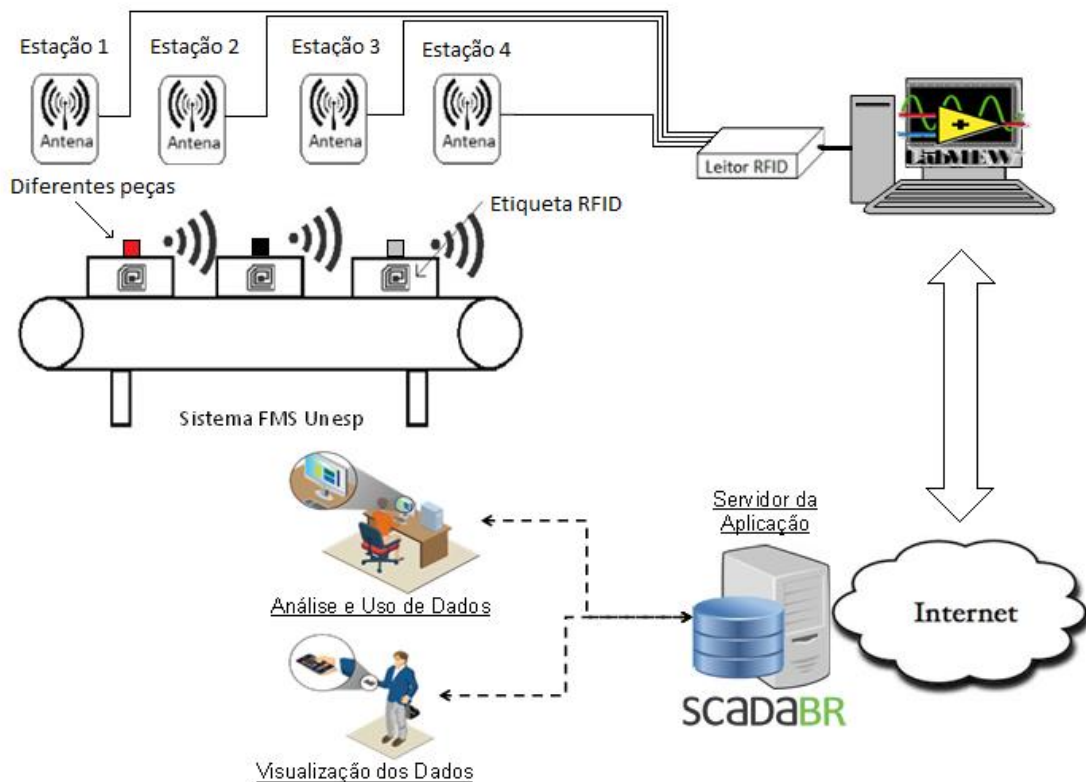 Estação 1
Estação 2
Estação 3
Estação 4
Antena
Antena
Antena
Antena
Leitor RFID
LabVIEW
Diferentes peças
Etiqueta RFID
Sistema FMS Unesp
Servidor da
Aplicação
Análise e Uso de Dados
Internet
SCADABR
Visualização dos Dados